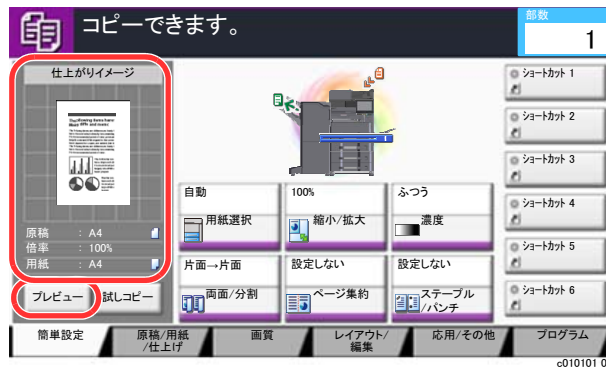 コピーできます。
部数
1
仕上がりイメージ
原稿 : A4
倍率 : 100%
用紙 : A4
プレビュー
試しコピー
自動
用紙選択
100%
縮小/拡大
ふつう
濃度
片面→片面
両面/分割
設定しない
ページ集約
設定しない
ステープル
/パンチ
ショートカット 1
ショートカット 2
ショートカット 3
ショートカット 4
ショートカット 5
ショートカット 6
簡単設定
原稿/用紙
/仕上げ
画質
レイアウト/
編集
応用/その他
プログラム